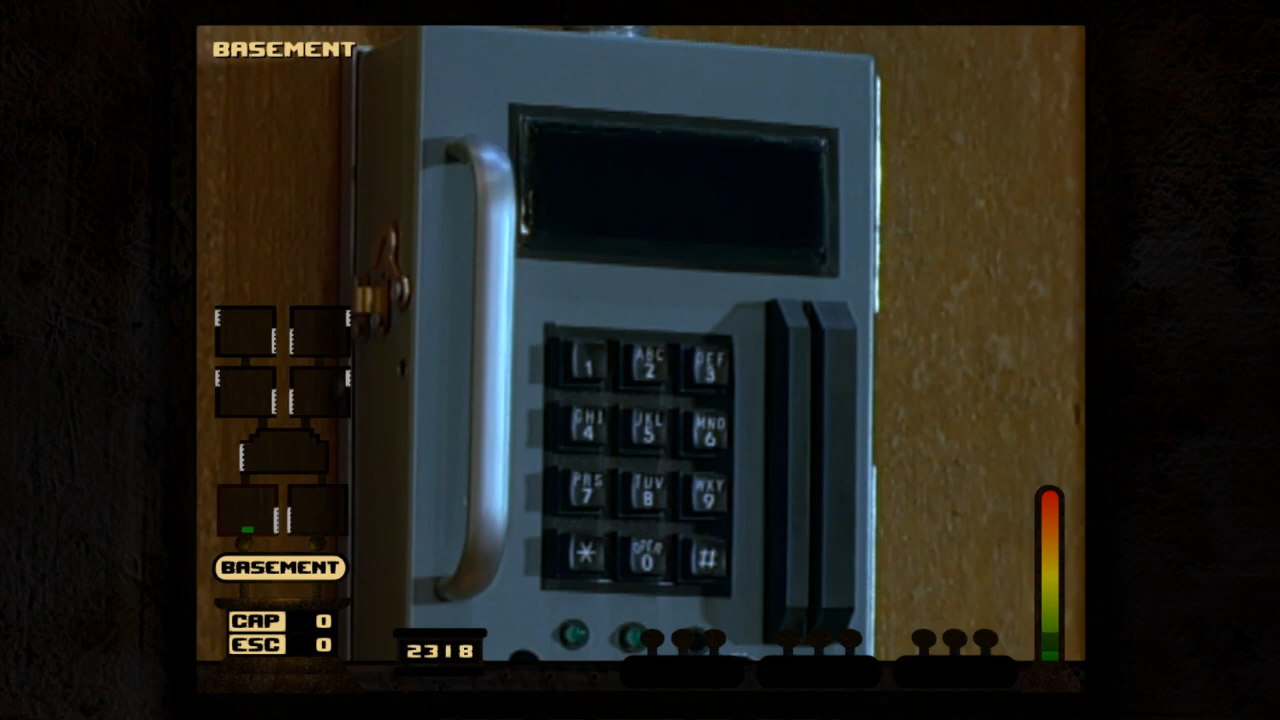 BASEMENT
1
ABC
2
DEF
3
GHI
4
JKL
5
MNO
6
PRS
7
TUV
8
WXY
9
*
OPER
0
#
BASEMENT
CAP 0
ESC 0
2318